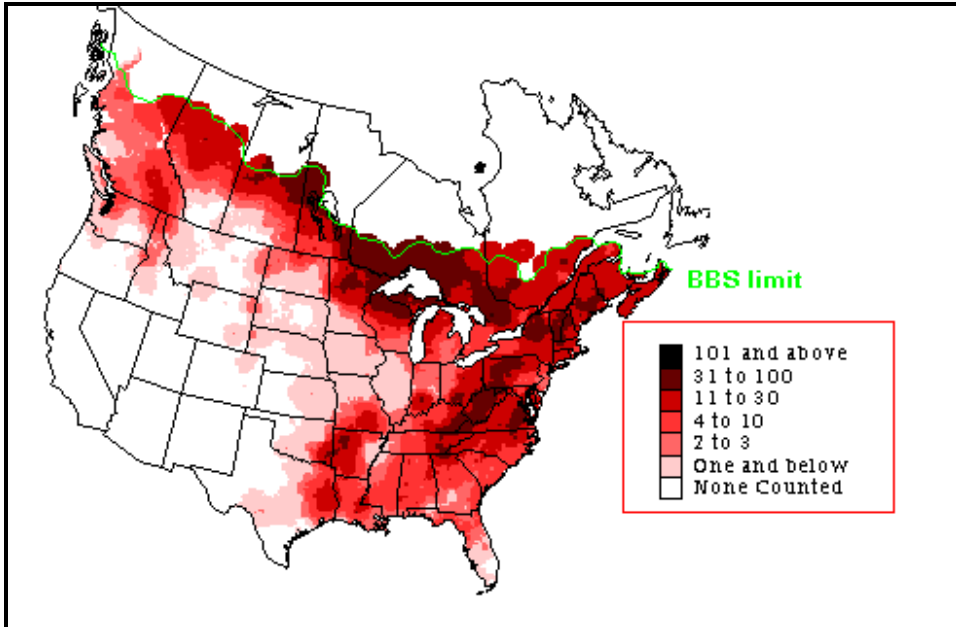 BBS limit
101 and above
31 to 100
11 to 30
4 to 10
2 to 3
One and below
None Counted